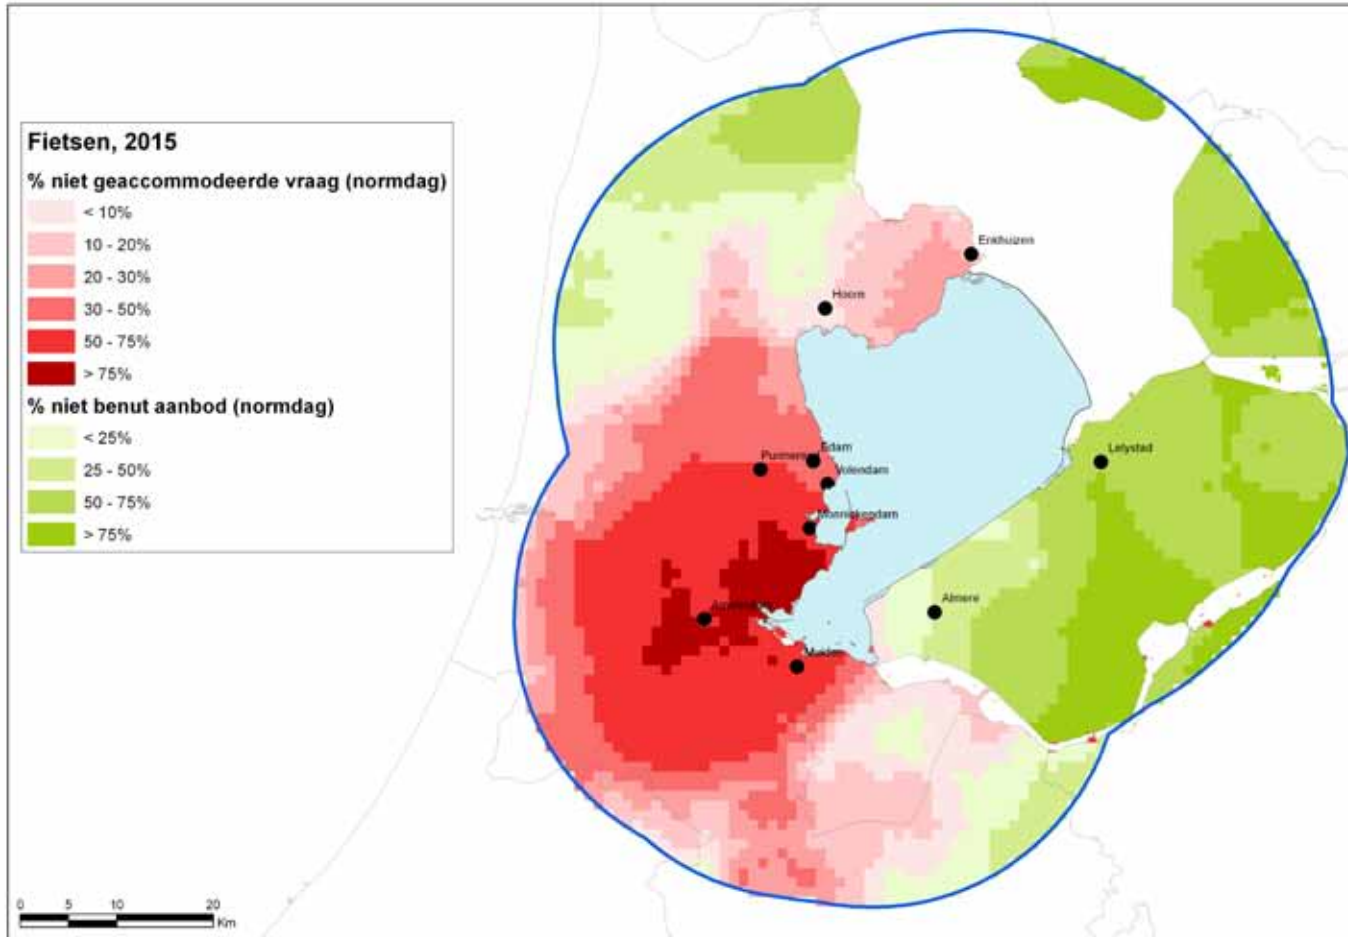 Fietsen, 2015
% niet geaccommodeerde vraag (normdag)
< 10%
10 - 20%
20 - 30%
30 - 50%
50 - 75%
> 75%
% niet benut aanbod (normdag)
< 25%
25 - 50%
50 - 75%
> 75%
Enkhuizen
Hoorn
Edam
Volendam
Lelystad
Monnickendam
Almere
Muiden
0 5 10 20
Km